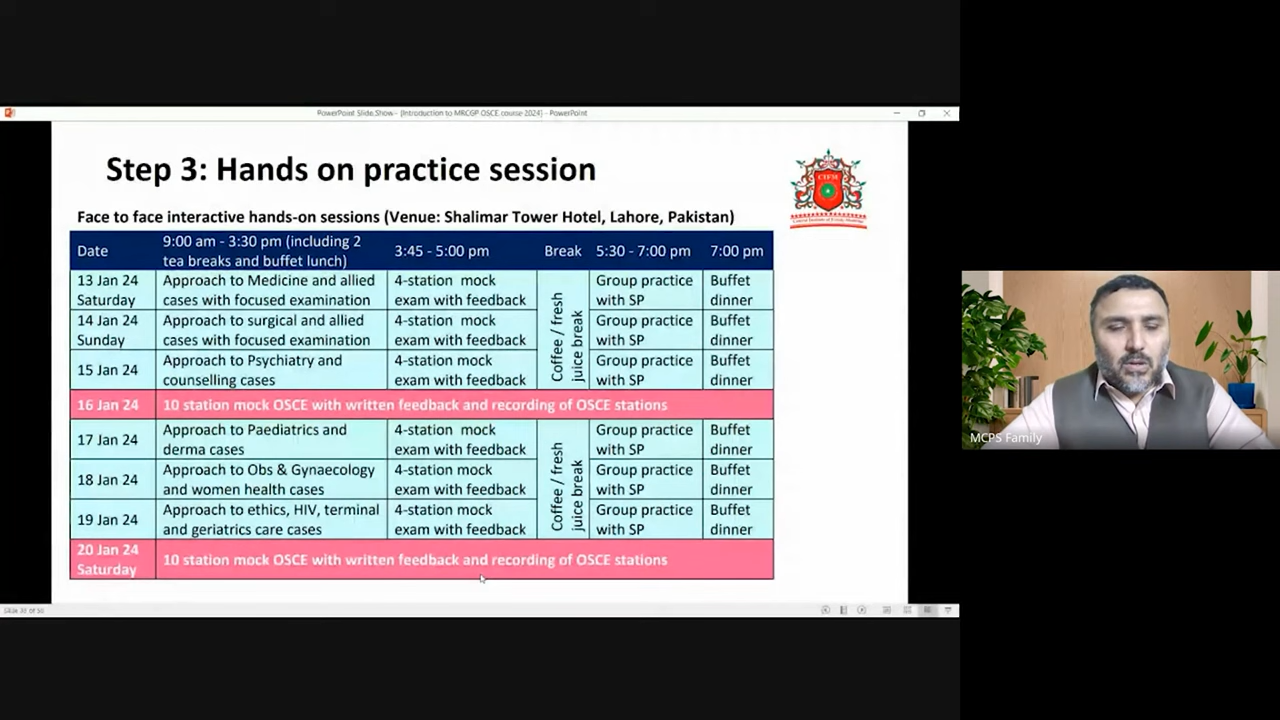 PowerPoint Slide Show - (Introduction to MRCGP OSCE course 2024) - PowerPoint
Step 3: Hands on practice session
CIFM
Face to face interactive hands-on sessions (Venue: Shalimar Tower Hotel, Lahore, Pakistan)
Date
9:00 am - 3:30 pm (including 2
tea breaks and buffet lunch)
3:45 - 5:00 pm
Break
5:30 - 7:00 pm
7:00 pm
13 Jan 24
Saturday
Approach to Medicine and allied
cases with focused examination
4-station mock
exam with feedback
Coffee / fresh
juice break
Group practice
with SP
Buffet
dinner
14 Jan 24
Sunday
Approach to surgical and allied
cases with focused examination
4-station mock
exam with feedback
Group practice
with SP
Buffet
dinner
15 Jan 24
Approach to Psychiatry and
counselling cases
4-station mock
exam with feedback
Group practice
with SP
Buffet
dinner
16 Jan 24
10 station mock OSCE with written feedback and recording of OSCE stations
17 Jan 24
Approach to Paediatrics and
derma cases
4-station mock
exam with feedback
Coffee / fresh
juice break
Group practice
with SP
Buffet
dinner
18 Jan 24
Approach to Obs & Gynaecology
and women health cases
4-station mock
exam with feedback
Group practice
with SP
Buffet
dinner
19 Jan 24
Approach to ethics, HIV, terminal
and geriatrics care cases
4-station mock
exam with feedback
Group practice
with SP
Buffet
dinner
20 Jan 24
Saturday
10 station mock OSCE with written feedback and recording of OSCE stations
MCPS Family